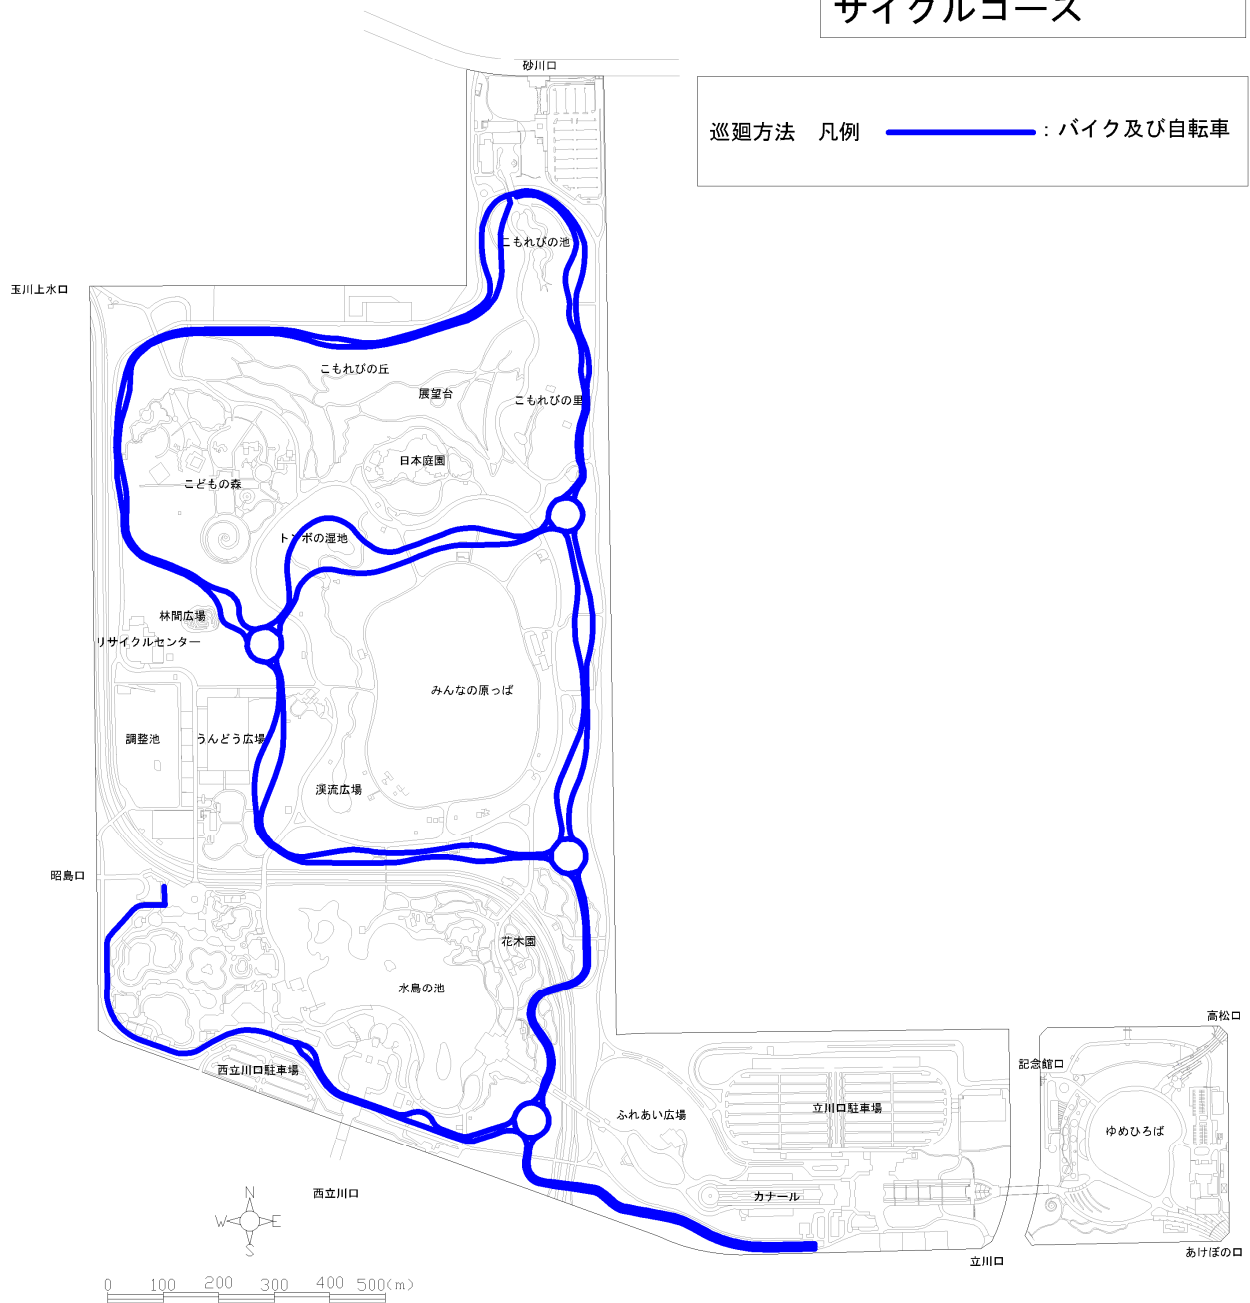 サイクルコース
砂川口
巡廻方法　凡例　：バイク及び自転車
こもれびの池
玉川上水口
こもれびの丘
展望台
こもれびの里
日本庭園
こどもの森
トンボの湿地
林間広場
リサイクルセンター
みんなの原っぱ
調整池
うんどう広場
渓流広場
昭島口
花木園
水鳥の池
高松口
記念館口
西立川口駐車場
立川口駐車場
ふれあい広場
ゆめひろば
西立川口
カナール
N
W E
S
あけぼの口
立川口
0 100 200 300 400 500(m)